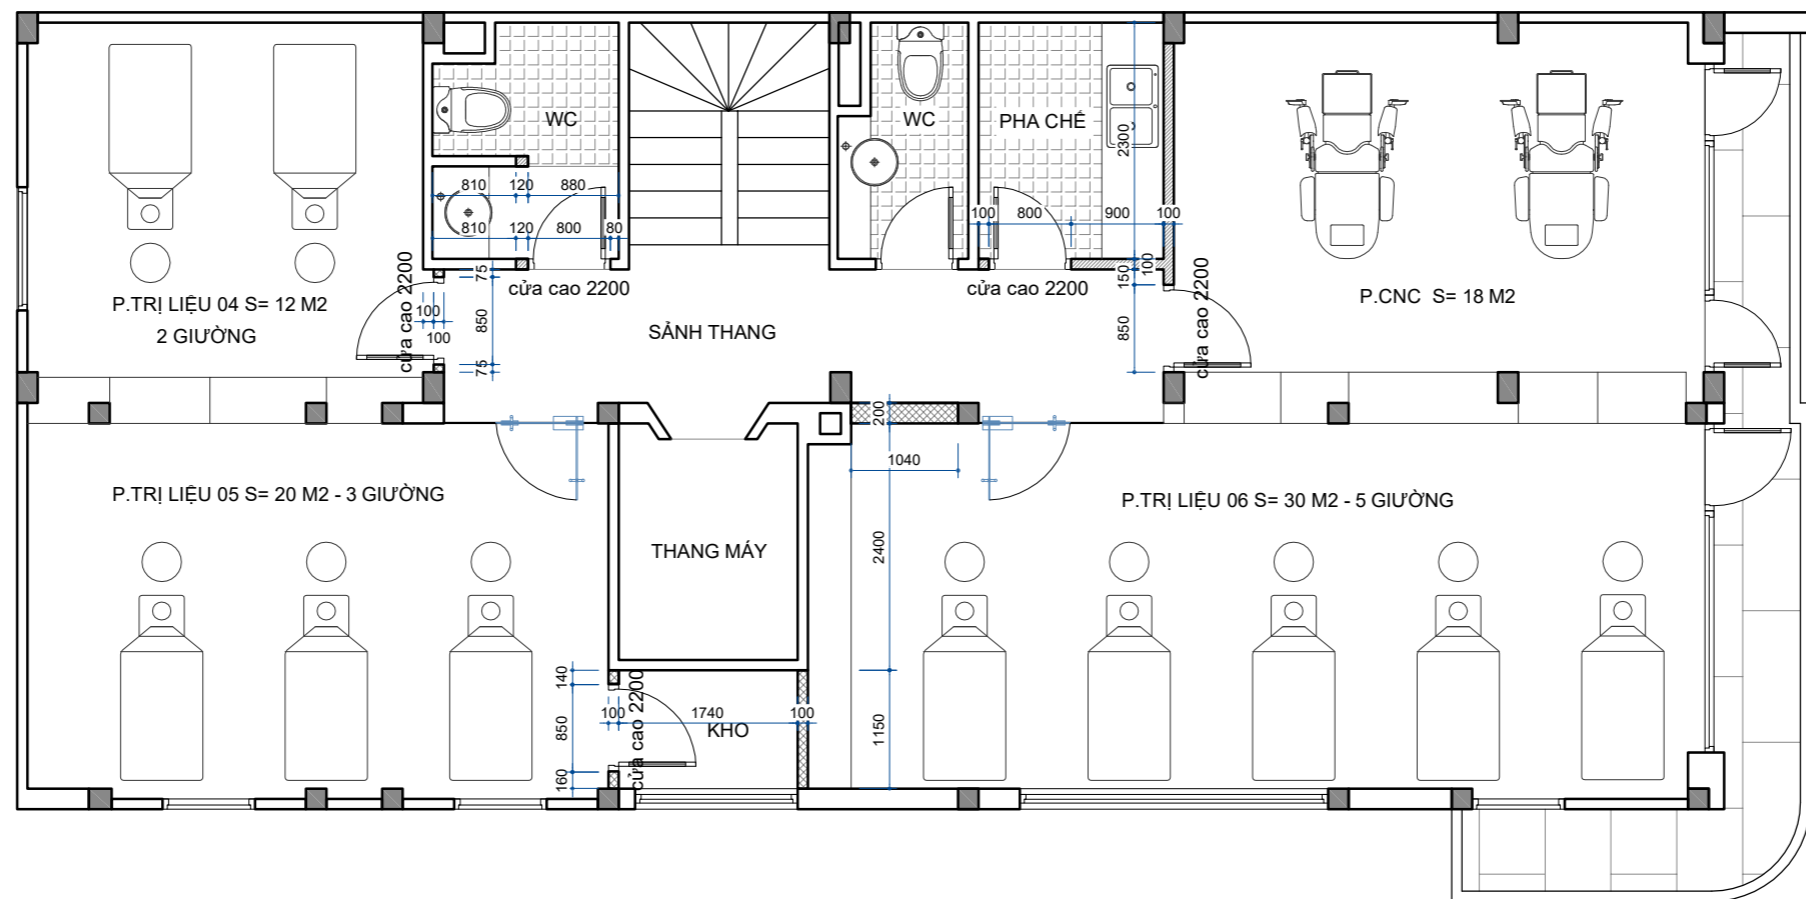 WC
WC
PHA CHẾ
2300
810
120
880
810
120
800
80
100
800
900
100
cửa cao 2200
75
850
75
100
100
cửa cao 2200
cửa cao 2200
150
100
850
cửa cao 2200
P.TRỊ LIỆU 04 S= 12 M2
2 GIƯỜNG
SẢNH THANG
P.CNC S= 18 M2
200
1040
P.TRỊ LIỆU 05 S= 20 M2 - 3 GIƯỜNG
P.TRỊ LIỆU 06 S= 30 M2 - 5 GIƯỜNG
THANG MÁY
2400
1150
140
850
160
100
1740
100
cửa cao 2200
KHO